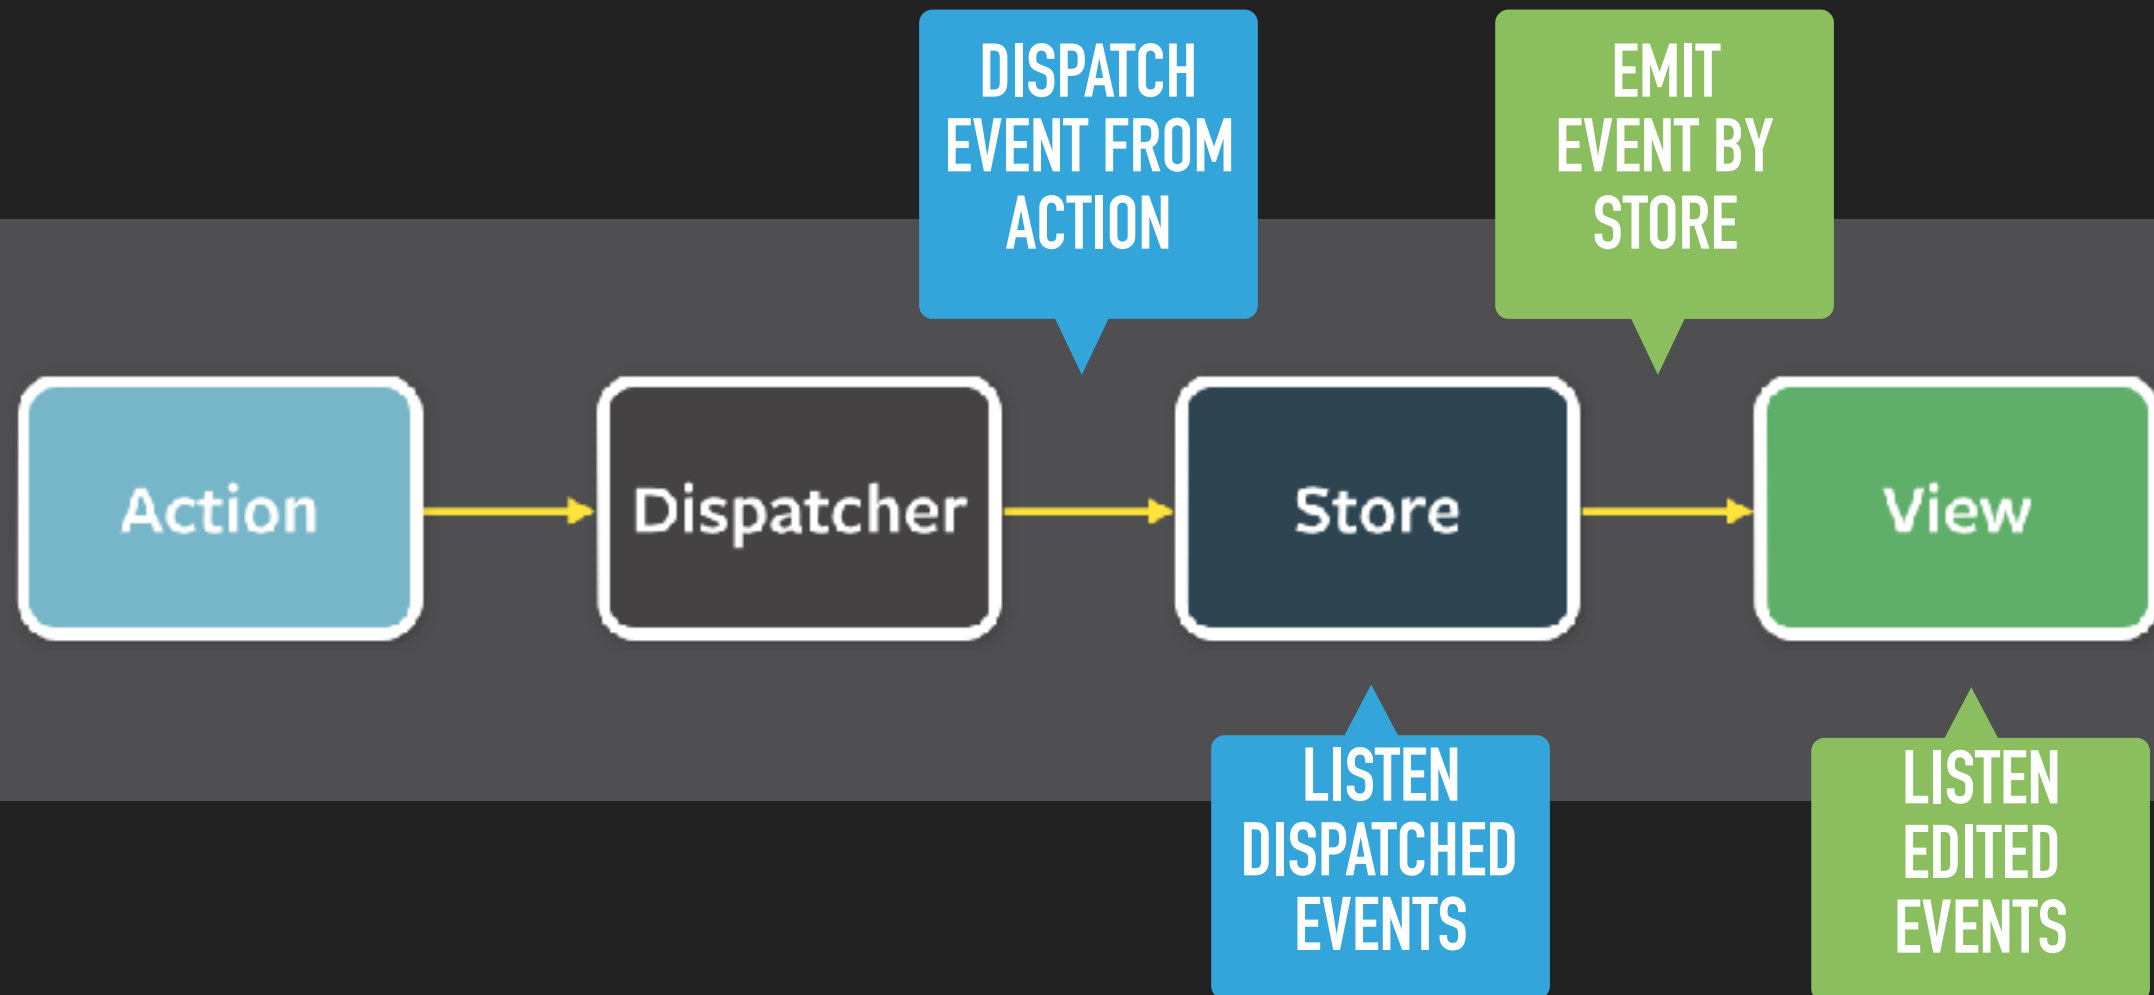 DISPATCH
EVENT FROM
ACTION
EMIT
EVENT BY
STORE
Action
Dispatcher
Store
View
LISTEN
DISPATCHED
EVENTS
LISTEN
EDITED
EVENTS